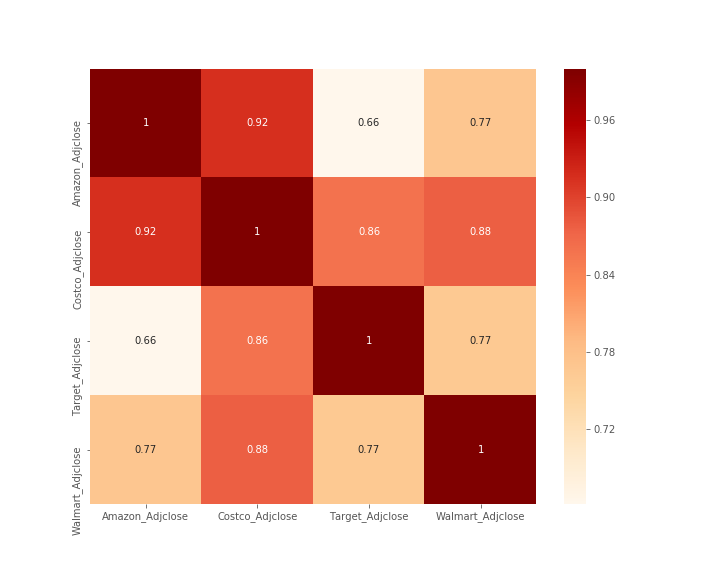 Amazon_Adjclose
1 0.92 0.66 0.77
Costco_Adjclose
0.92 1 0.86 0.88
Target_Adjclose
0.66 0.86 1 0.77
Walmart_Adjclose
0.77 0.88 0.77 1
Amazon_Adjclose Costco_Adjclose Target_Adjclose Walmart_Adjclose
0.96
0.90
0.84
0.78
0.72